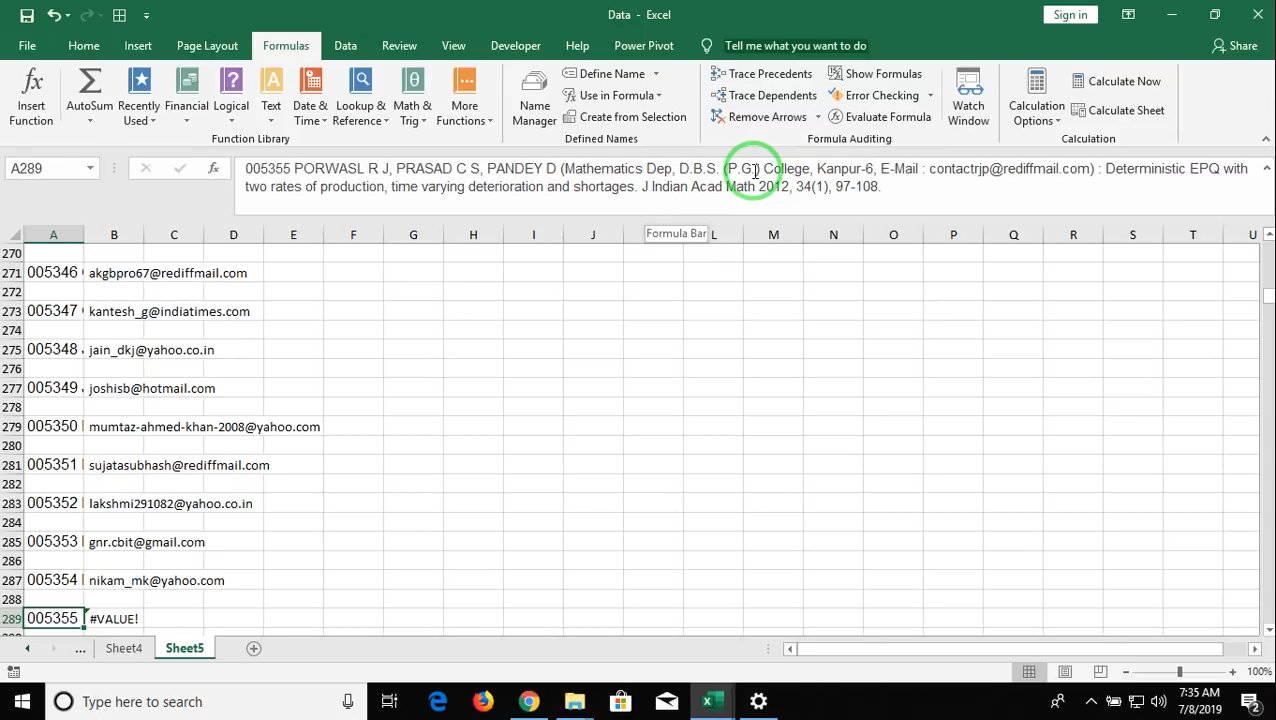 Data - Excel
Sign in
File Home Insert Page Layout Formulas Data Review View Developer Help Power Pivot Tell me what you want to do Share
Insert Function
AutoSum
Recently Used
Financial
Logical
Text
Date & Time
Lookup & Reference
Math & Trig
More Functions
Function Library
Name Manager
Define Name
Use in Formula
Create from Selection
Defined Names
Trace Precedents
Trace Dependents
Remove Arrows
Show Formulas
Error Checking
Evaluate Formula
Formula Auditing
Watch Window
Calculation Options
Calculate Now
Calculate Sheet
Calculation
A289
fx
005355 PORWASL R J, PRASAD C S, PANDEY D (Mathematics Dep, D.B.S. (P.G.) College, Kanpur-6, E-Mail : contactrjp@rediffmail.com) : Deterministic EPQ with
two rates of production, time varying deterioration and shortages. J Indian Acad Math 2012, 34(1), 97-108.
Formula Bar
A B C D E F G H I J L M N O P Q R S T U
270
271 005346 akgbpro67@rediffmail.com
272
273 005347 kantesh_g@indiatimes.com
274
275 005348 jain_dkj@yahoo.co.in
276
277 005349 joshisb@hotmail.com
278
279 005350 mumtaz-ahmed-khan-2008@yahoo.com
280
281 005351 sujatasubhash@rediffmail.com
282
283 005352 lakshmi291082@yahoo.co.in
284
285 005353 gnr.cbit@gmail.com
286
287 005354 nikam_mk@yahoo.com
288
289 005355 #VALUE!
... Sheet4 Sheet5
100%
Type here to search
7:35 AM
7/8/2019
2